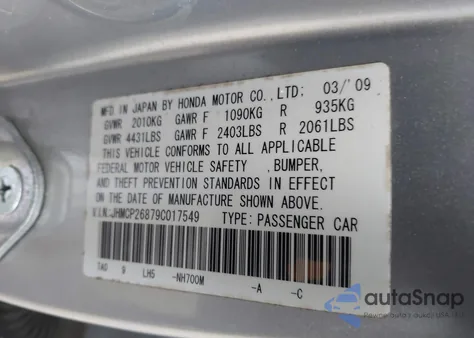 MFD IN JAPAN BY HONDA MOTOR CO.,LTD: 03/'09
GVWR 2010KG GAWR F 1090KG GAWR R 935KG
GVWR 4431LBS GAWR F 2403LBS R 2061LBS
THIS VEHICLE CONFORMS TO ALL APPLICABLE
FEDERAL MOTOR VEHICLE SAFETY ,BUMPER,
AND THEFT PREVENTION STANDARDS IN EFFECT
ON THE DATE OF MANUFACTURE SHOWN ABOVE.
V.I.N:JHMCP26879C017549 TYPE: PASSENGER CAR
TA0 9 LH5 -NH700M -A -C
autoSnap